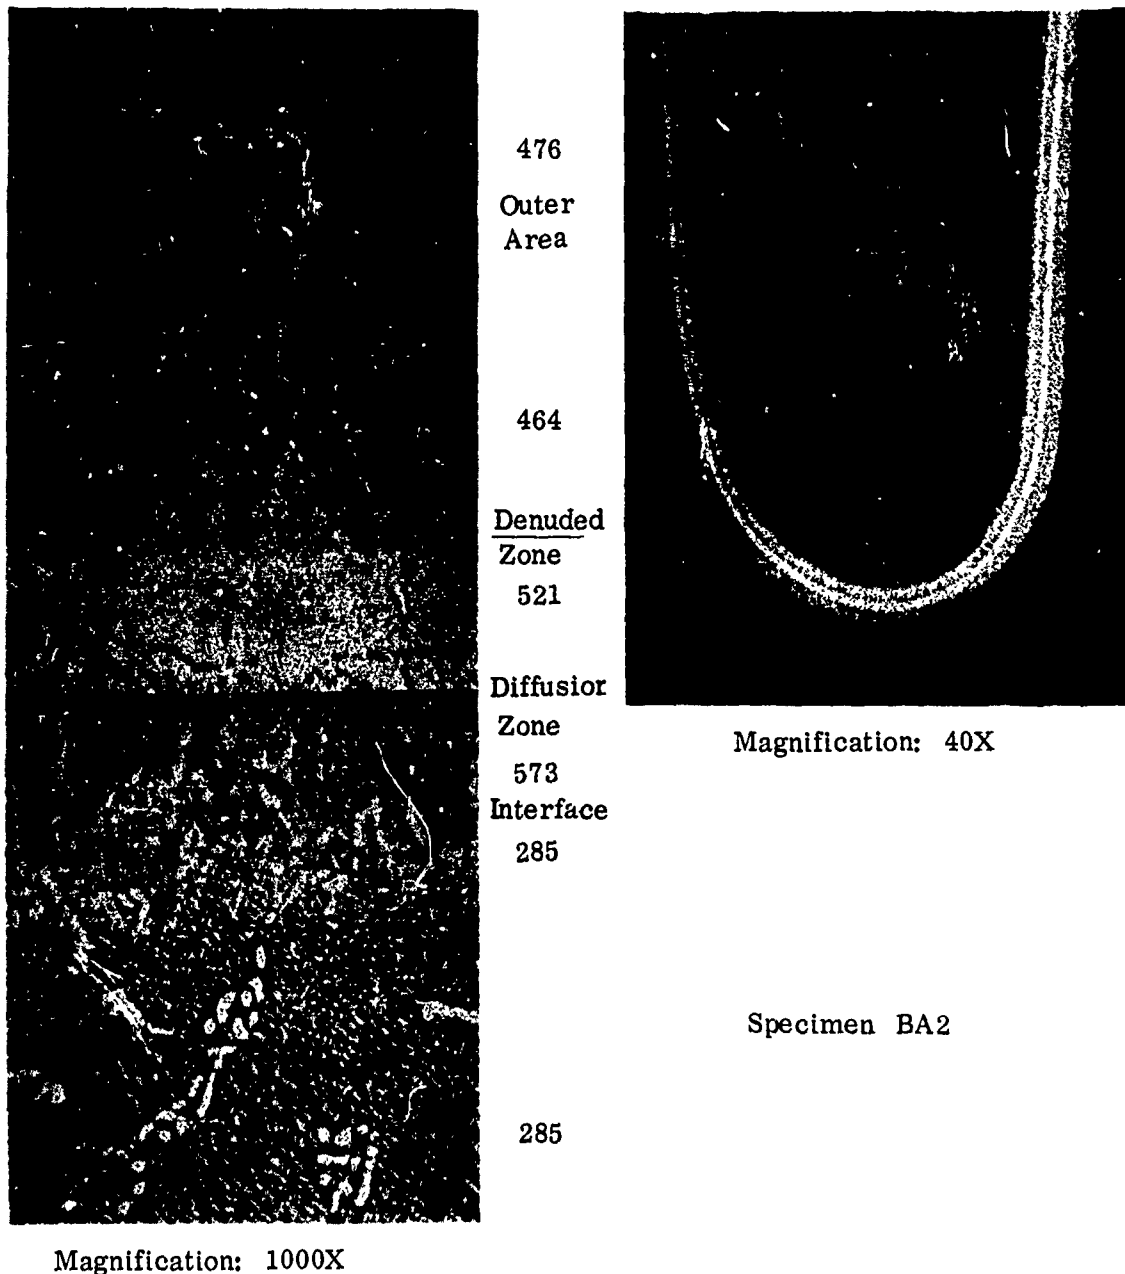 476
Outer
Area
464
Denuded
Zone
521
Diffusior
Zone
573
Interface
285
285
Magnification: 1000X
Magnification: 40X
Specimen BA2